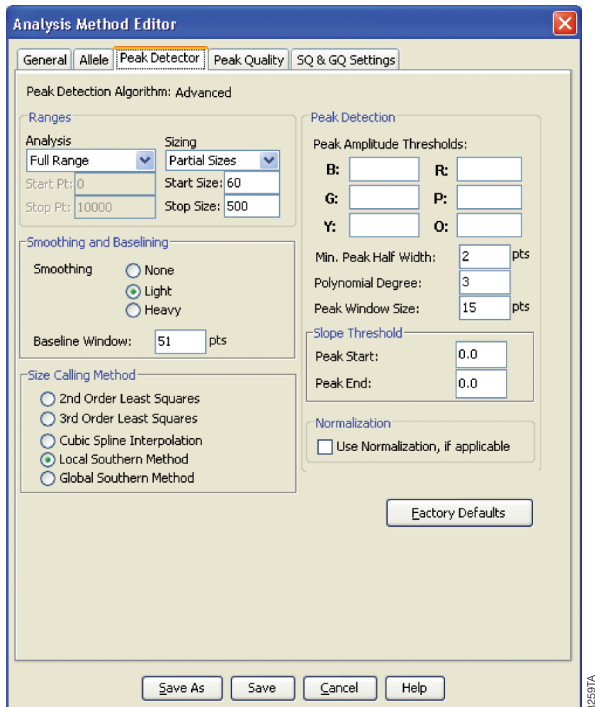 Analysis Method Editor
General Allele Peak Detector Peak Quality SQ & GQ Settings
Peak Detection Algorithm: Advanced
Ranges
Analysis Sizing
Full Range Partial Sizes
Start Pt: 0 Start Size: 60
Stop Pt: 10000 Stop Size: 500
Smoothing and Baselining
Smoothing None
Light
Heavy
Baseline Window: 51 pts
Size Calling Method
2nd Order Least Squares
3rd Order Least Squares
Cubic Spline Interpolation
Local Southern Method
Global Southern Method
Peak Detection
Peak Amplitude Thresholds:
B: R:
G: P:
Y: O:
Min. Peak Half Width: 2 pts
Polynomial Degree: 3
Peak Window Size: 15 pts
Slope Threshold
Peak Start: 0.0
Peak End: 0.0
Normalization
Use Normalization, if applicable
Factory Defaults
Save As Save Cancel Help